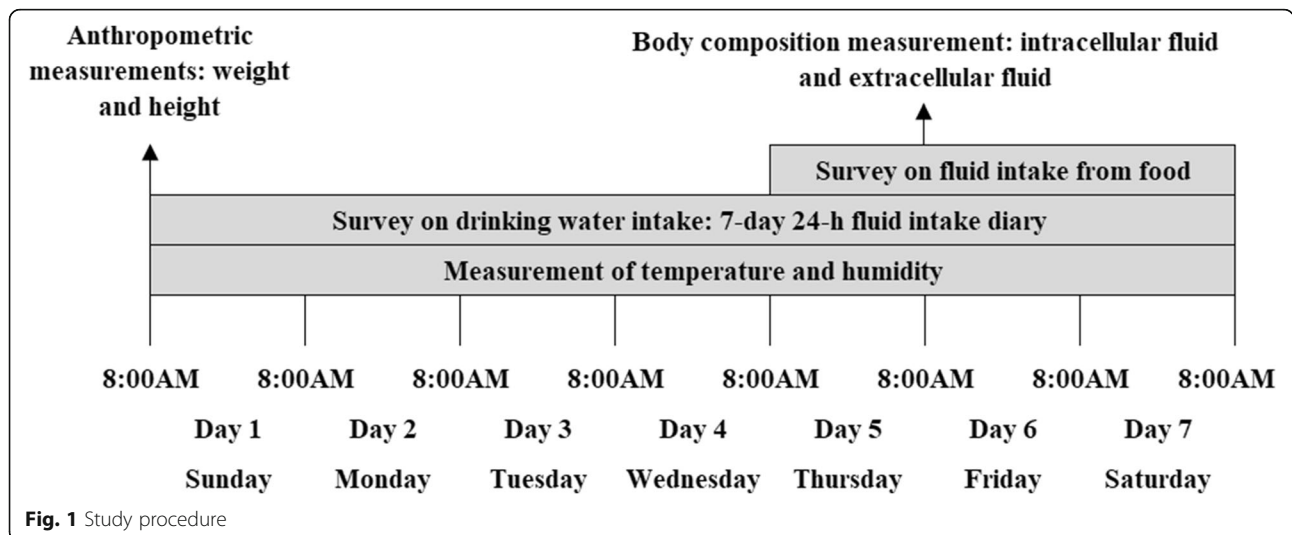 Anthropometric
measurements: weight
and height
Body composition measurement: intracellular fluid
and extracellular fluid
Survey on fluid intake from food
Survey on drinking water intake: 7-day 24-h fluid intake diary
Measurement of temperature and humidity
8:00AM 8:00AM 8:00AM 8:00AM 8:00AM 8:00AM 8:00AM 8:00AM
Day 1 Day 2 Day 3 Day 4 Day 5 Day 6 Day 7
Sunday Monday Tuesday Wednesday Thursday Friday Saturday
Fig. 1 Study procedure